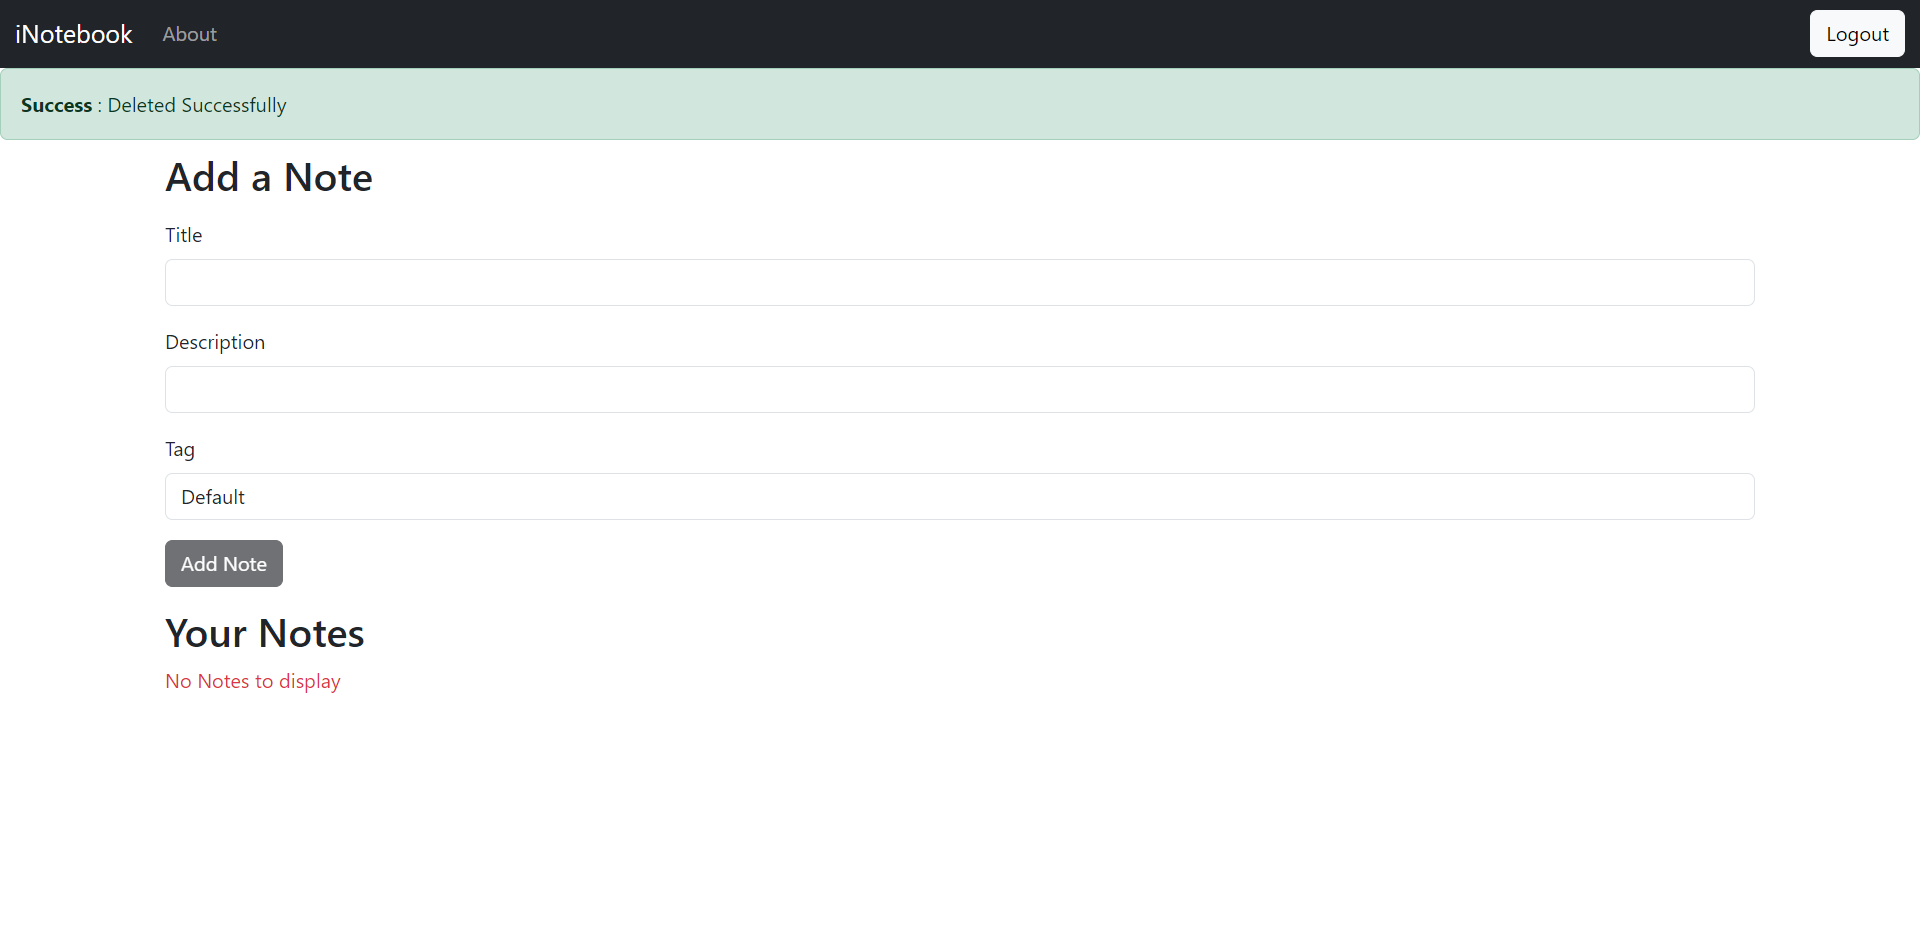 iNotebook About Logout
Success : Deleted Successfully
Add a Note
Title
Description
Tag
Default
Add Note
Your Notes
No Notes to display